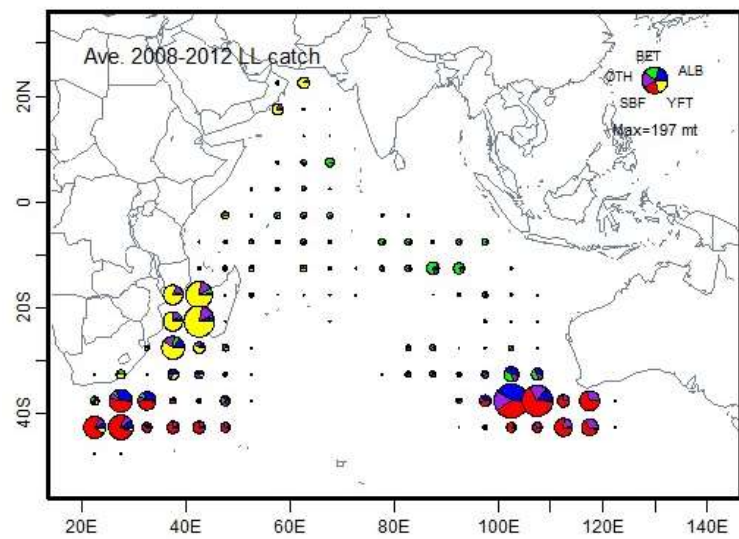 Ave. 2008-2012 LL catch
BET
OTH
ALB
SBF
YFT
Max=197 mt
20N
0
20S
40S
20E
40E
60E
80E
100E
120E
140E